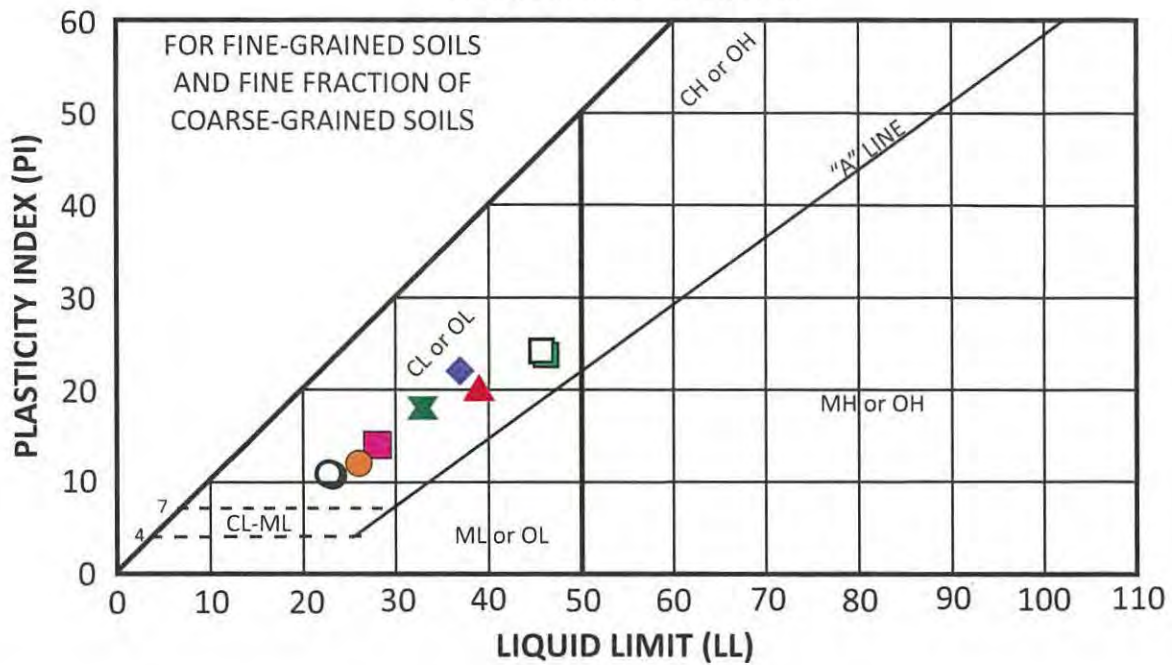 FOR FINE-GRAINED SOILS
AND FINE FRACTION OF
COARSE-GRAINED SOILS
CH or OH
"A" LINE
CL or OL
MH or OH
CL-ML
ML or OL
7
4
60
50
40
30
20
10
0
PLASTICITY INDEX (PI)
0 10 20 30 40 50 60 70 80 90 100 110
LIQUID LIMIT (LL)